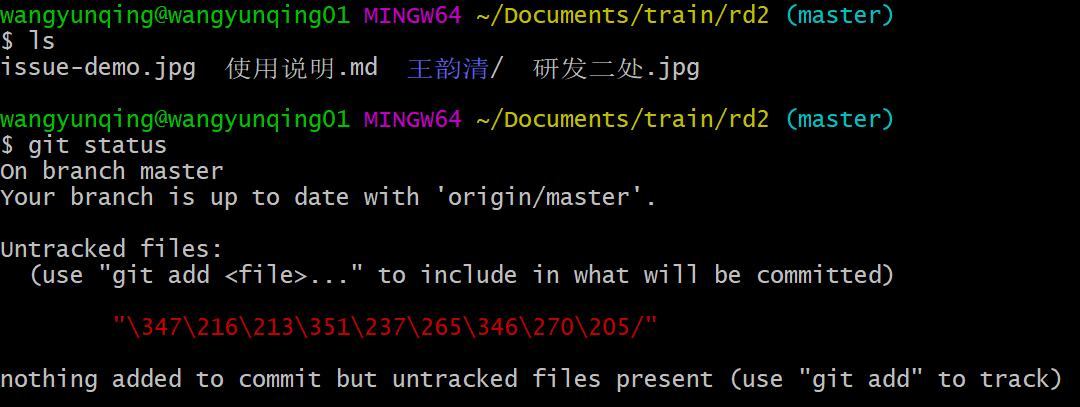 wangyunqing@wangyunqing01 MINGW64 ~/Documents/train/rd2 (master)
$ ls
issue-demo.jpg  使用说明.md  王韵清/  研发二处.jpg
wangyunqing@wangyunqing01 MINGW64 ~/Documents/train/rd2 (master)
$ git status
On branch master
Your branch is up to date with 'origin/master'.
Untracked files:
  (use "git add <file>..." to include in what will be committed)
        "\347\216\213\351\237\265\346\270\205/"
nothing added to commit but untracked files present (use "git add" to track)